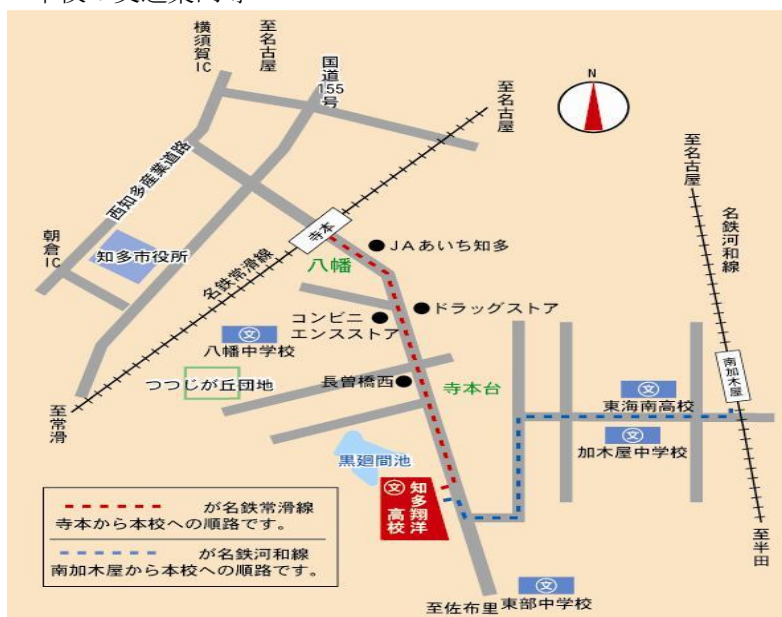 横須賀IC
至名古屋
国道155号
至名古屋
N
至名古屋
名鉄河和線
西知多産業道路
朝倉IC
知多市役所
寺本
JAあいち知多
八幡
名鉄常滑線
ドラッグストア
コンビニ
エンスストア
八幡中学校
つつじが丘団地
長曽橋西
寺本台
南加木屋
東海南高校
加木屋中学校
至常滑
黒廻間池
知多翔洋
高校
が名鉄常滑線
寺本から本校への順路です。
が名鉄河和線
南加木屋から本校への順路です。
至半田
東部中学校
至佐布里
文
文
文
文
文